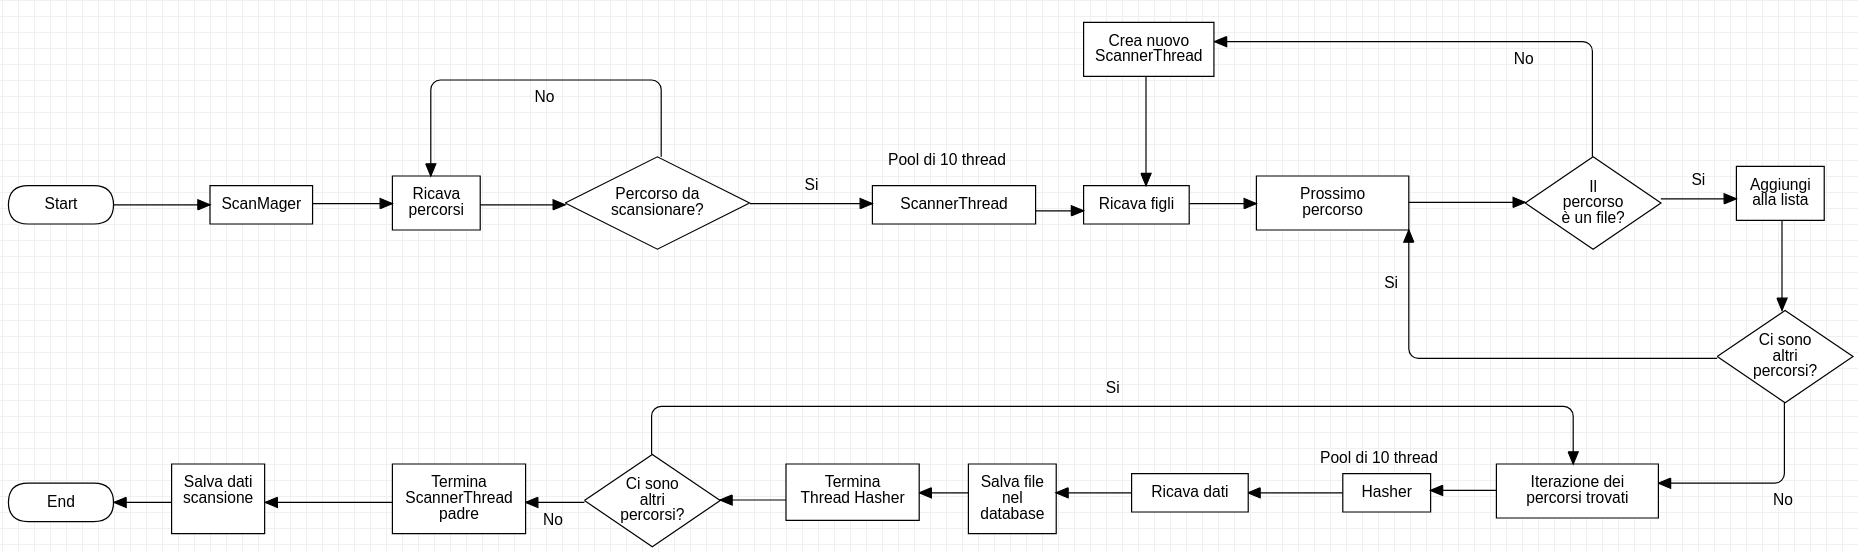 Crea nuovo
ScannerThread
No
No
Pool di 10 thread
Start
ScanMager
Ricava
percorsi
Percorso da
scansionare?
Si
ScannerThread
Ricava figli
Prossimo
percorso
Il
percorso
è un file?
Si
Aggiungi
alla lista
Si
Ci sono
altri
percorsi?
Si
No
Pool di 10 thread
Iterazione dei
percorsi trovati
Hasher
Ricava dati
Salva file
nel
database
Termina
Thread Hasher
Ci sono
altri
percorsi?
No
Termina
ScannerThread
padre
Salva dati
scansione
End